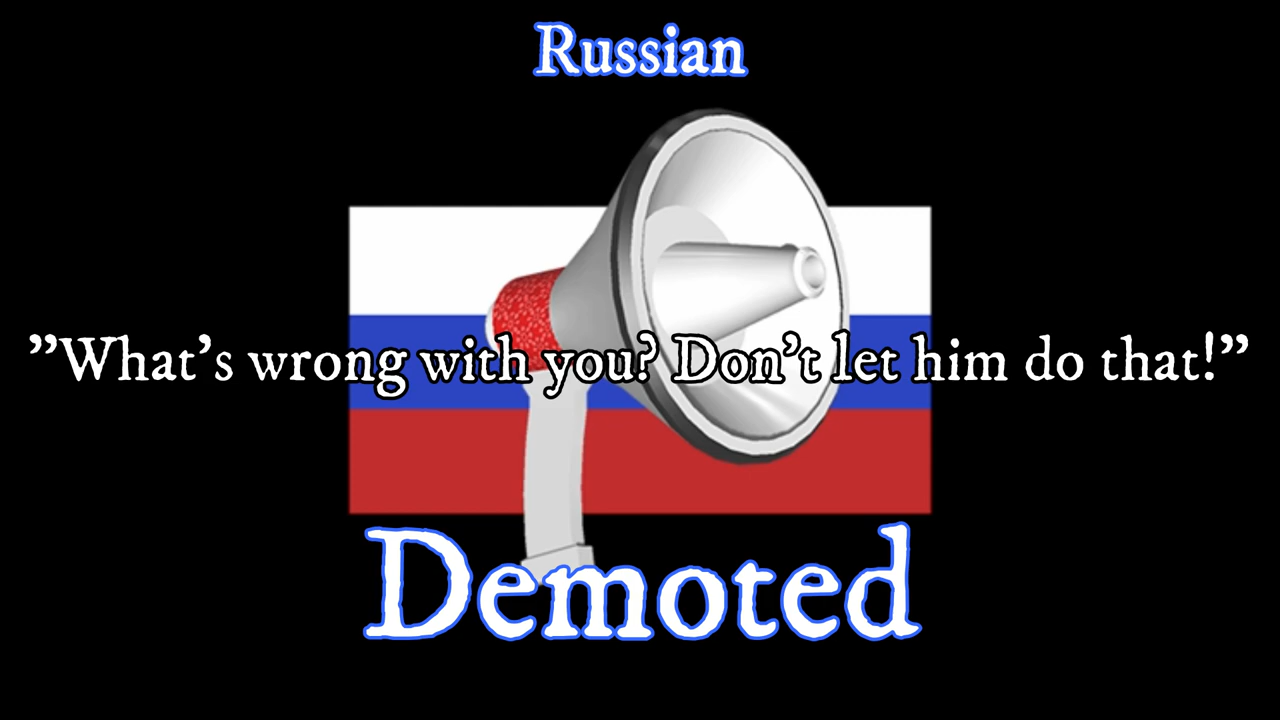 Russian
”What’s wrong with you? Don’t let him do that!”
Demoted